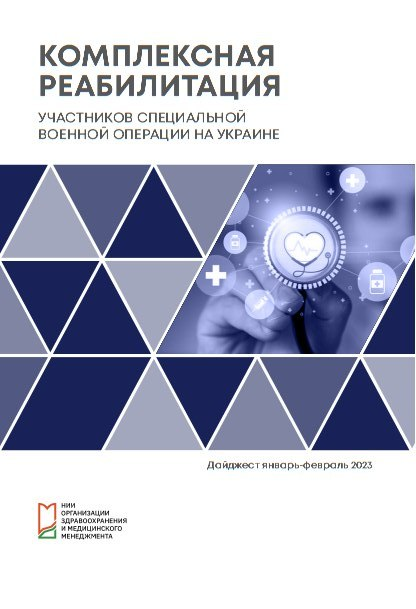 КОМПЛЕКСНАЯ
РЕАБИЛИТАЦИЯ
УЧАСТНИКОВ СПЕЦИАЛЬНОЙ
ВОЕННОЙ ОПЕРАЦИИ НА УКРАИНЕ
Дайджест январь-февраль 2023
НИИ
ОРГАНИЗАЦИИ
ЗДРАВООХРАНЕНИЯ
И МЕДИЦИНСКОГО
МЕНЕДЖМЕНТА